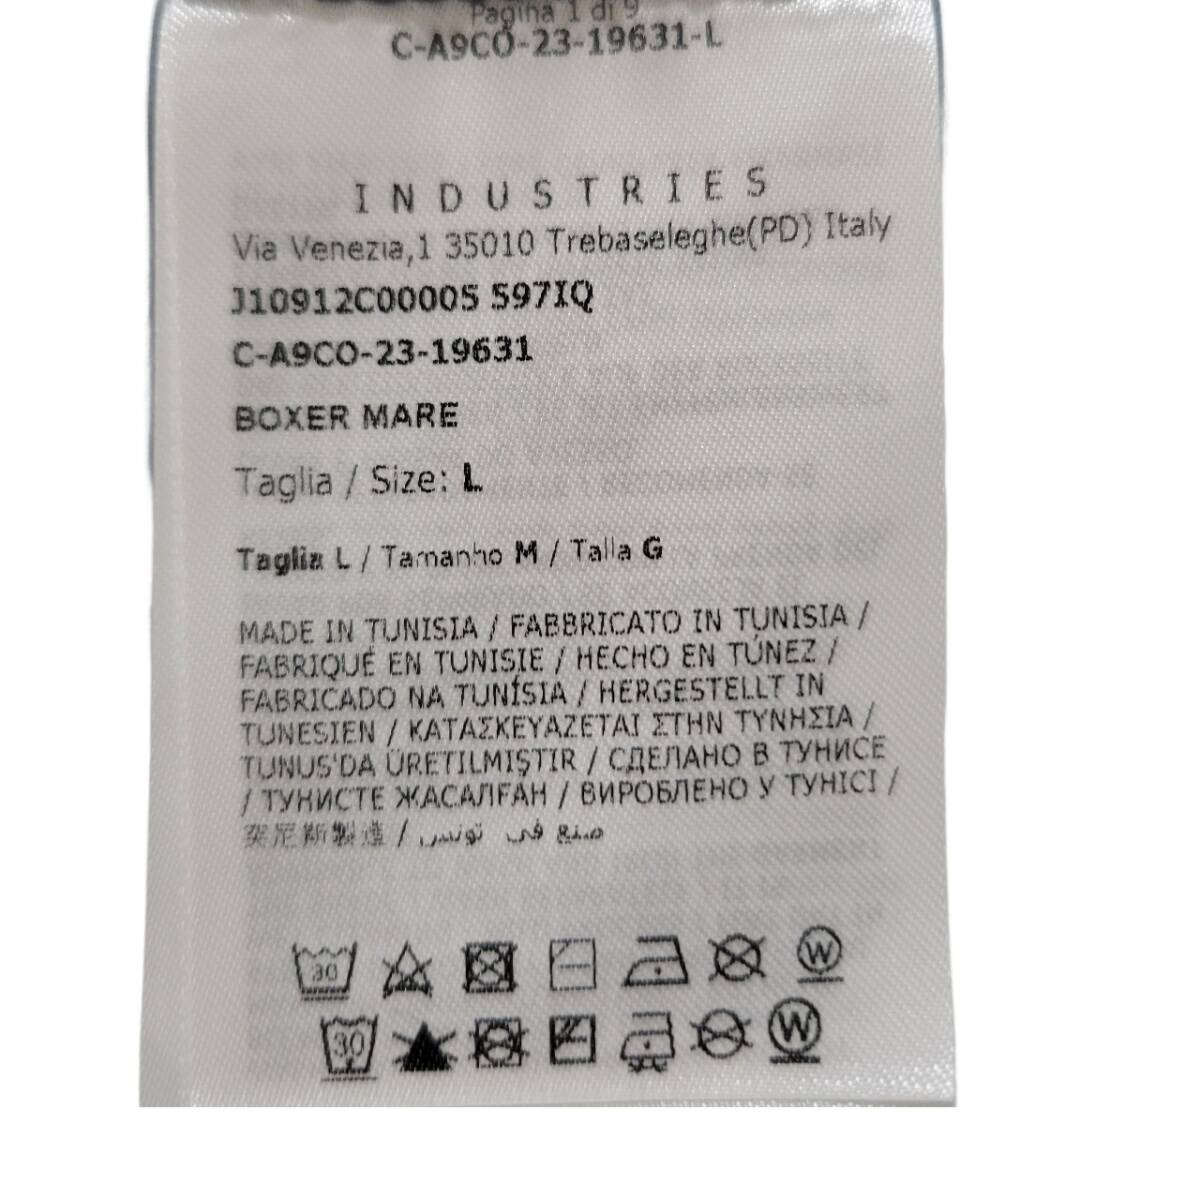 Pagina 1 di 9
C-A9CO-23-19631-L
INDUSTRIES
Via Venezia,1 35010 Trebaseleghe(PD) Italy
J10912C00005 597IQ
C-A9CO-23-19631
BOXER MARE
Taglia / Size: L
Taglia L / Tamanho M / Talla G
MADE IN TUNISIA / FABBRICATO IN TUNISIA /
FABRIQUÉ EN TUNISIE / HECHO EN TÚNEZ /
FABRICADO NA TUNÍSIA / HERGESTELLT IN
TUNESIEN / ΚΑΤΑΣΚΕΥΑΖΕΤΑΙ ΣΤΗΝ ΤΥΝΗΣΙΑ /
TUNUS'DA ÜRETILMIŞTIR / СДЕЛАНО В ТУНИСЕ
/ ТУНИСТЕ ЖАСАЛҒАН / ВИРОБЛЕНО У ТУНІСІ /
突尼斯製造 / صنع في تونس
30 W
30 W